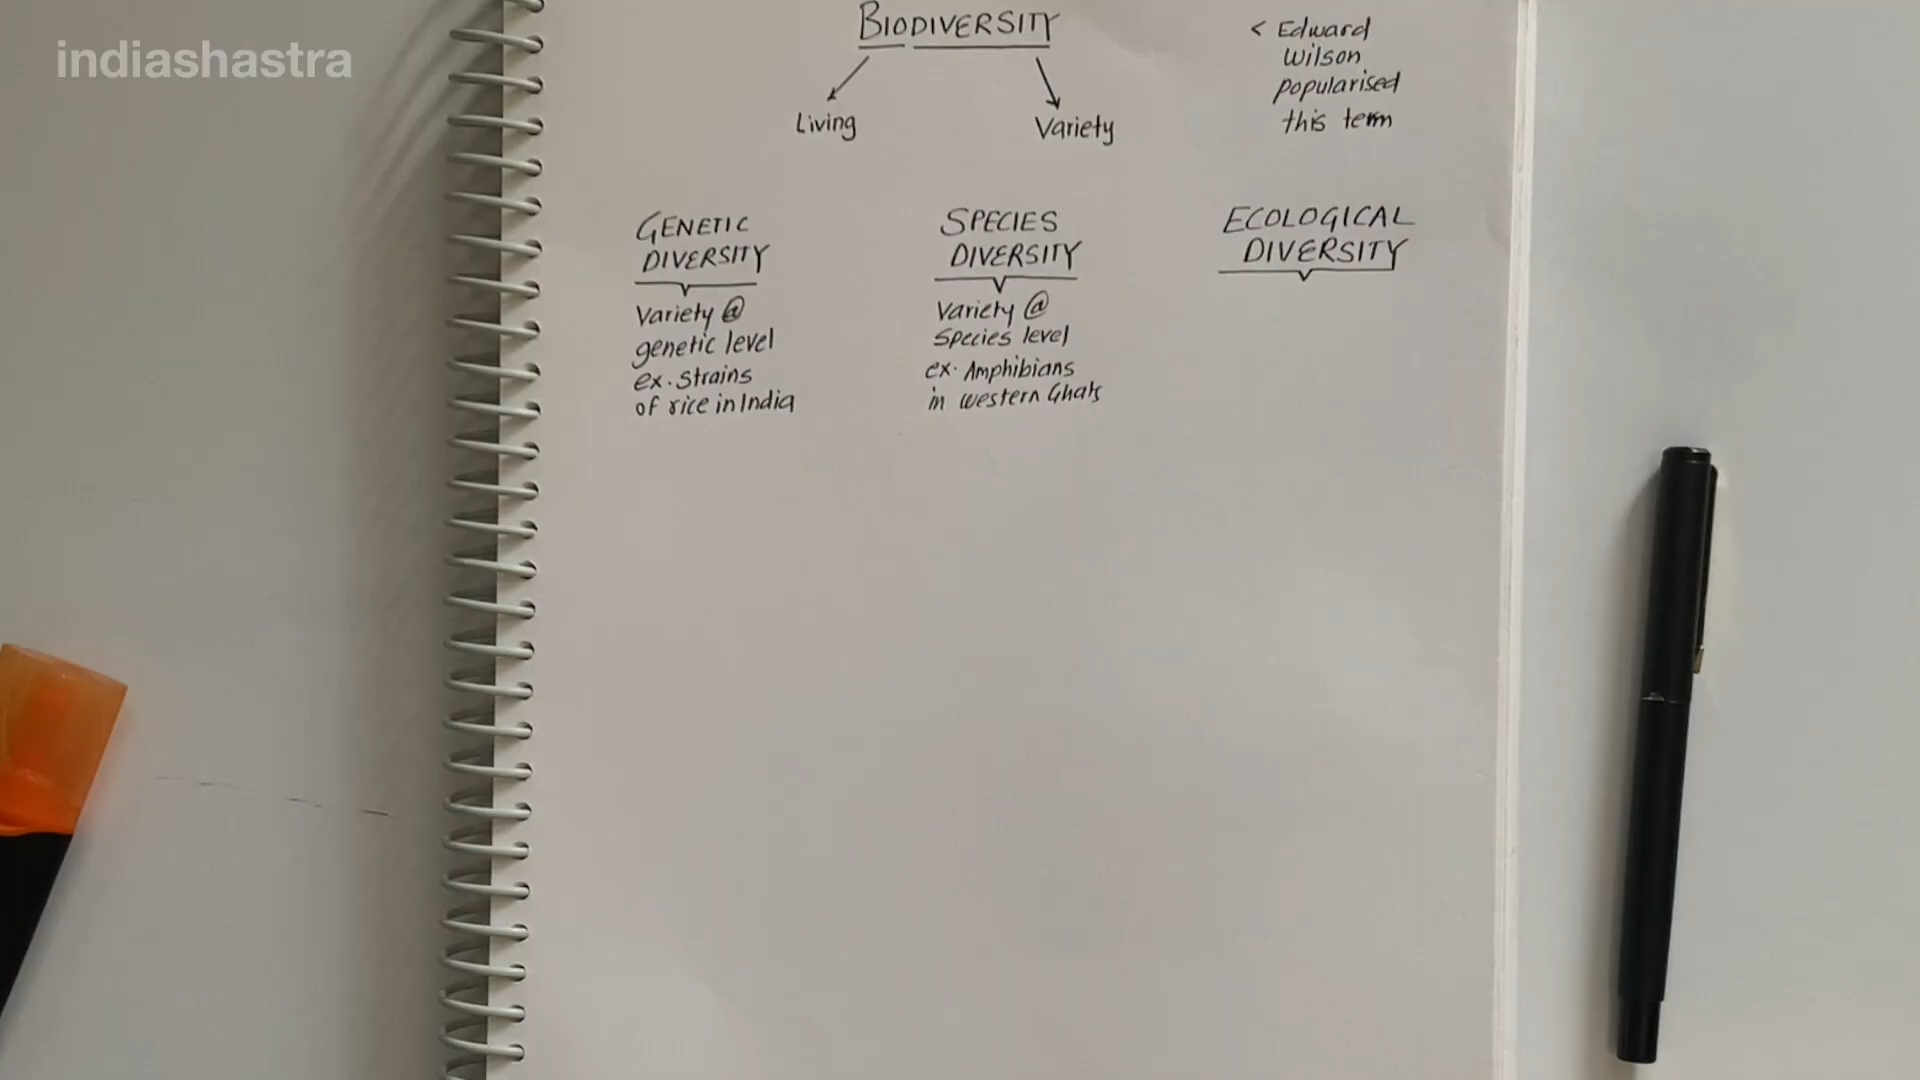 indiashastra
BIODIVERSITY
Living
Variety
< Edward
Wilson
popularised
this term
GENETIC
DIVERSITY
Variety @
genetic level
ex. Strains
of rice in India
SPECIES
DIVERSITY
Variety @
Species level
ex. Amphibians
in western Ghats
ECOLOGICAL
DIVERSITY